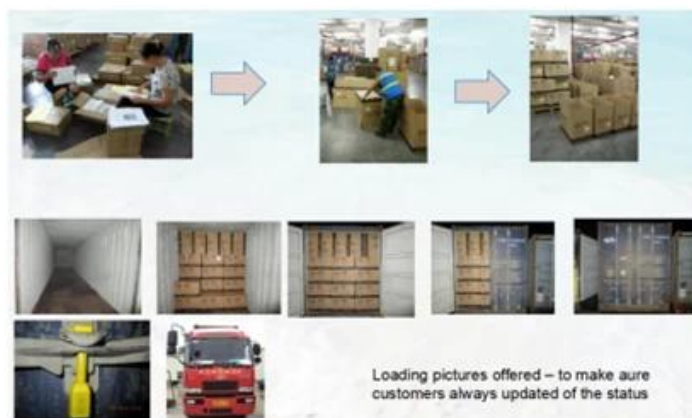 Loading pictures offered – to make aure
customers always updated of the status